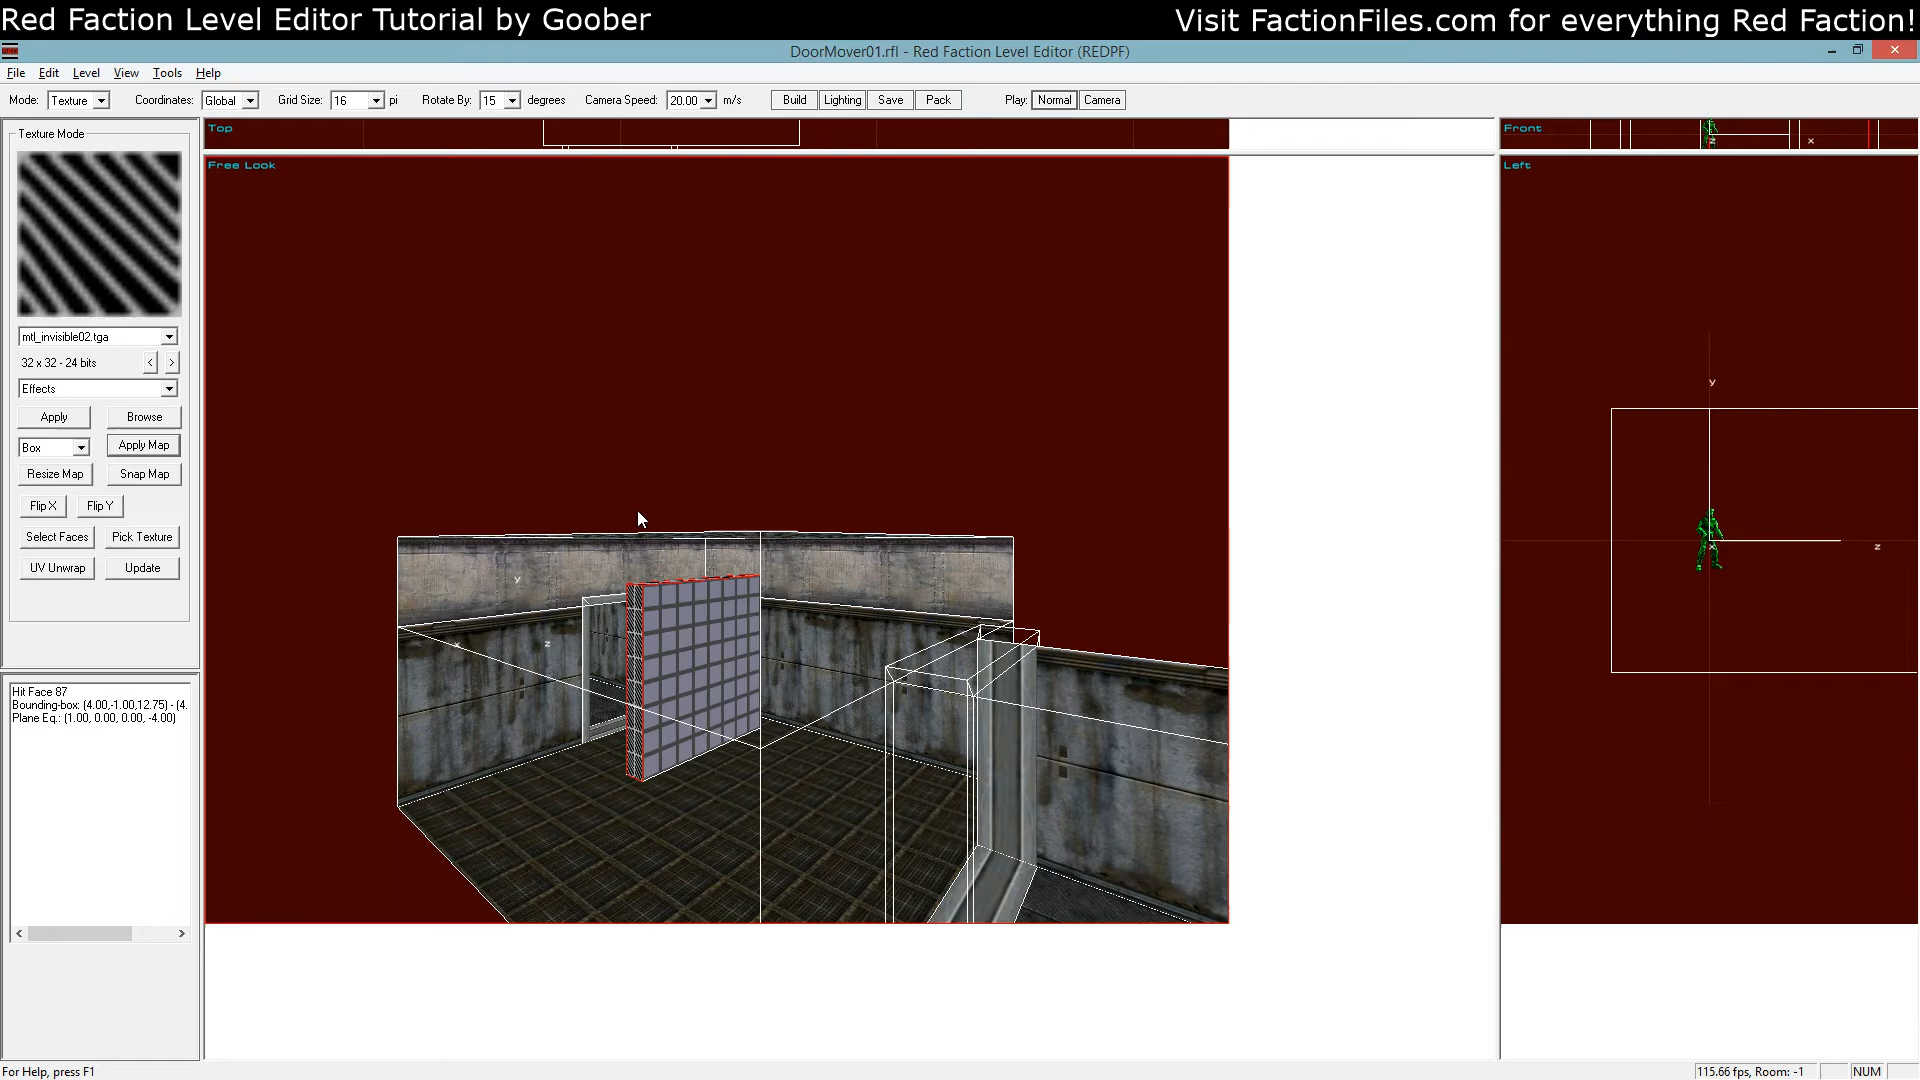 Red Faction Level Editor Tutorial by Goober
Visit FactionFiles.com for everything Red Faction!
DoorMover01.rfl - Red Faction Level Editor (REDPF)
File Edit Level View Tools Help
Mode: Texture Coordinates: Global Grid Size: 16 pi Rotate By: 15 degrees Camera Speed: 20.00 m/s Build Lighting Save Pack Play: Normal Camera
Texture Mode
mtl_invisible02.tga
32 x 32 - 24 bits < >
Effects
Apply Browse
Box Apply Map
Resize Map Snap Map
Flip X Flip Y
Select Faces Pick Texture
UV Unwrap Update
Hit Face 87
Bounding-box: (4.00,-1.00,12.75) - (4.
Plane Eq.: (1.00, 0.00, 0.00, -4.00)
Top
Free Look
y
x
z
Front
z
x
Left
y
x
z
For Help, press F1
115.66 fps, Room: -1
NUM